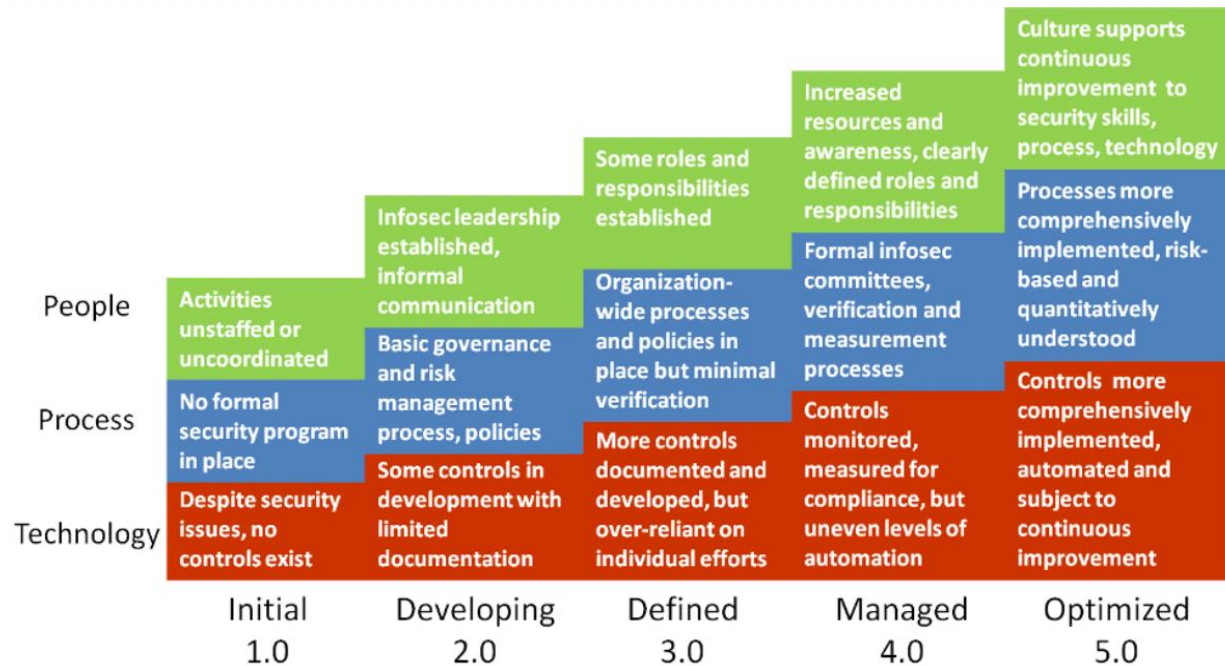 Culture supports
continuous
improvement to
security skills,
process, technology
Increased
resources and
awareness, clearly
defined roles and
responsibilities
Some roles and
responsibilities
established
Infosec leadership
established,
informal
communication
People
Activities
unstaffed or
uncoordinated
Processes more
comprehensively
implemented, risk-
based and
quantitatively
understood
Formal infosec
committees,
verification and
measurement
processes
Organization-
wide processes
and policies in
place but minimal
verification
Basic governance
and risk
management
process, policies
Process
No formal
security program
in place
Controls more
comprehensively
implemented,
automated and
subject to
continuous
improvement
Controls
monitored,
measured for
compliance, but
uneven levels of
automation
More controls
documented and
developed, but
over-reliant on
individual efforts
Some controls in
development with
limited
documentation
Technology
Despite security
issues, no
controls exist
Initial
1.0
Developing
2.0
Defined
3.0
Managed
4.0
Optimized
5.0